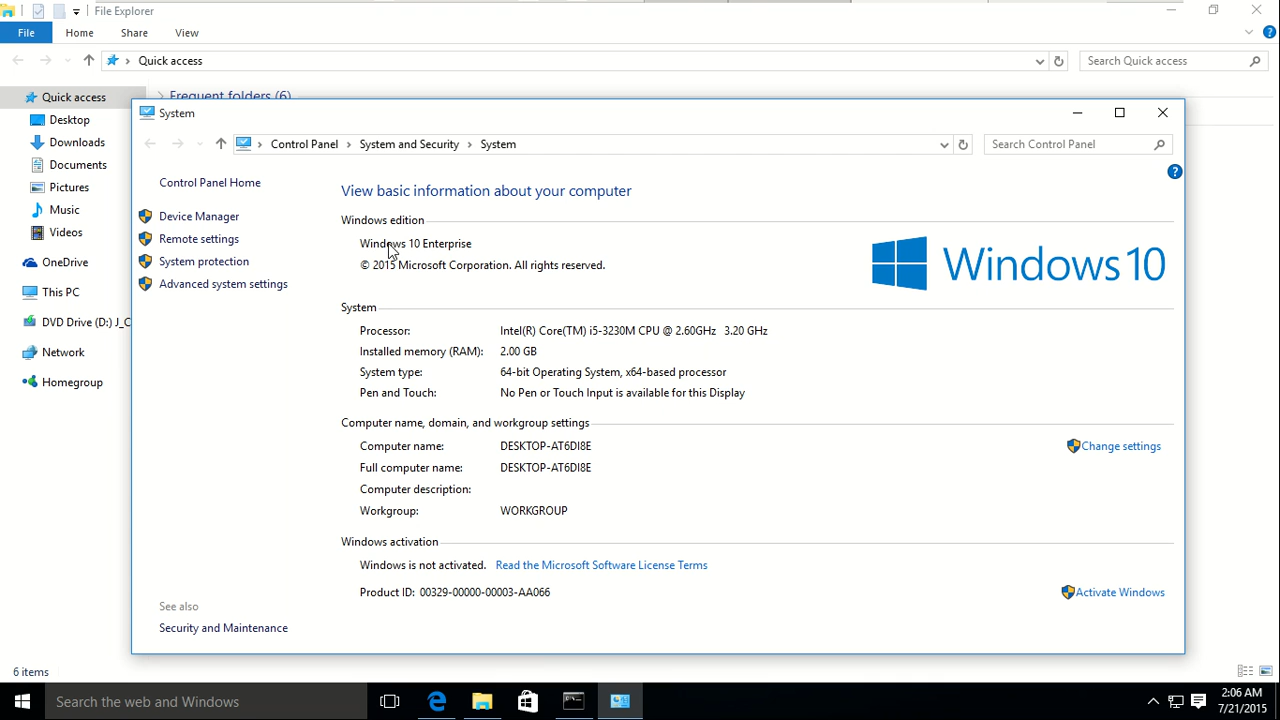 File Explorer
File Home Share View
Quick access
Search Quick access
Quick access
Frequent folders (6)
Desktop
Downloads
Documents
Pictures
Music
Videos
OneDrive
This PC
DVD Drive (D:) J_C
Network
Homegroup
System
Control Panel System and Security System
Search Control Panel
Control Panel Home
Device Manager
Remote settings
System protection
Advanced system settings
See also
Security and Maintenance
View basic information about your computer
Windows edition
Windows 10 Enterprise
© 2015 Microsoft Corporation. All rights reserved.
Windows 10
System
Processor: Intel(R) Core(TM) i5-3230M CPU @ 2.60GHz 3.20 GHz
Installed memory (RAM): 2.00 GB
System type: 64-bit Operating System, x64-based processor
Pen and Touch: No Pen or Touch Input is available for this Display
Computer name, domain, and workgroup settings
Computer name: DESKTOP-AT6DI8E
Change settings
Full computer name: DESKTOP-AT6DI8E
Computer description:
Workgroup: WORKGROUP
Windows activation
Windows is not activated. Read the Microsoft Software License Terms
Product ID: 00329-00000-00003-AA066
Activate Windows
6 items
Search the web and Windows
2:06 AM
7/21/2015